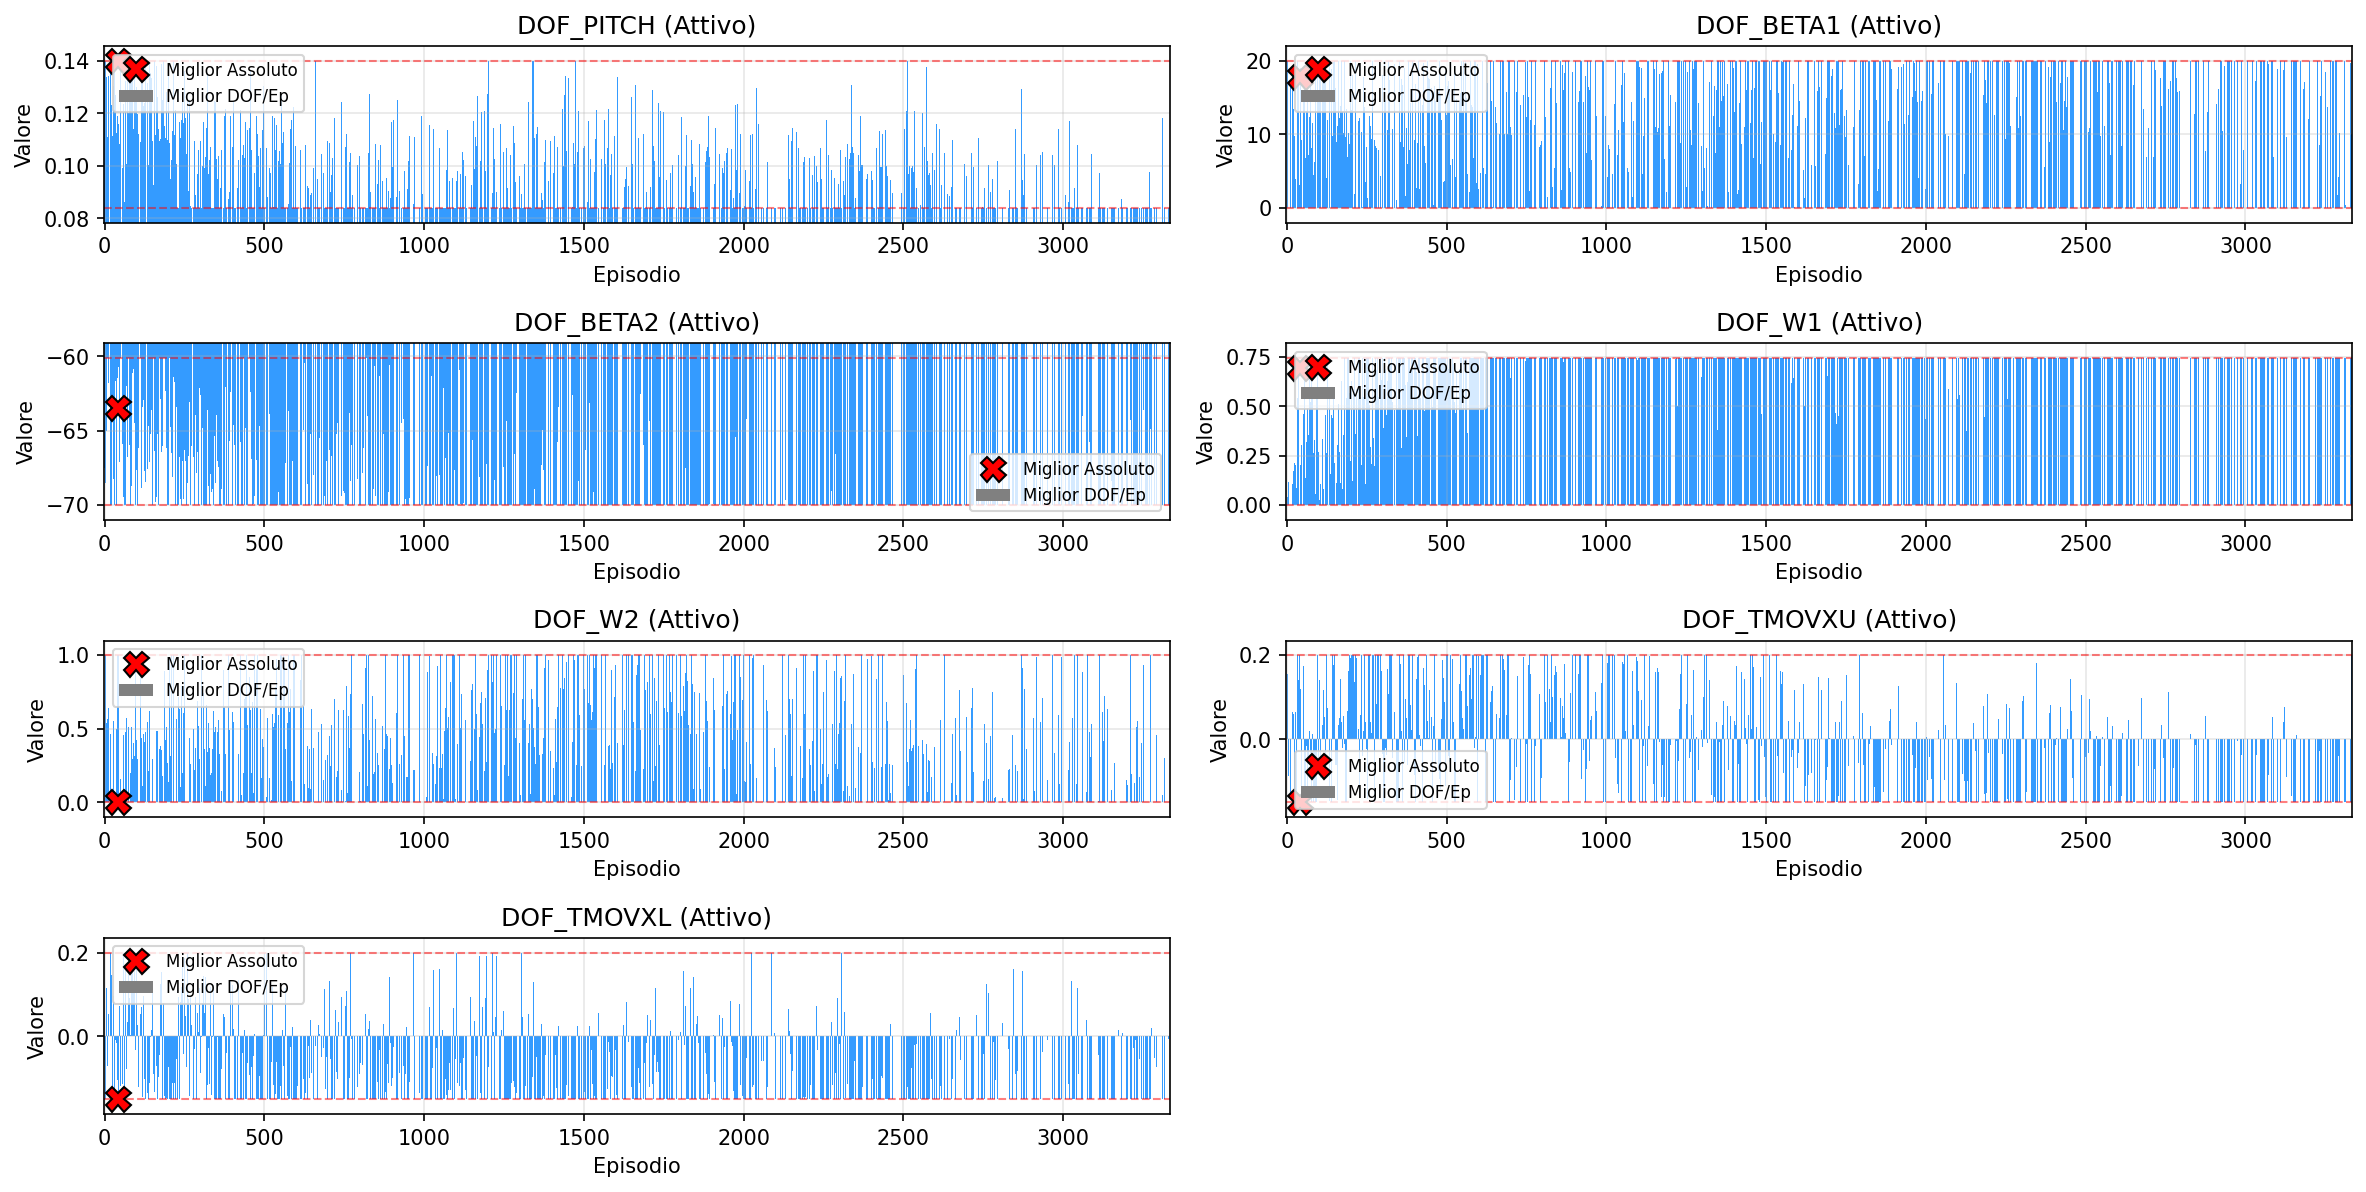 DOF_PITCH (Attivo)
0.14
0.12
0.10
0.08
Valore
Miglior Assoluto
Miglior DOF/Ep
0 500 1000 1500 2000 2500 3000
Episodio
DOF_BETA1 (Attivo)
20
10
0
Valore
Miglior Assoluto
Miglior DOF/Ep
0 500 1000 1500 2000 2500 3000
Episodio
DOF_BETA2 (Attivo)
−60
−65
−70
Valore
Miglior Assoluto
Miglior DOF/Ep
0 500 1000 1500 2000 2500 3000
Episodio
DOF_W1 (Attivo)
0.75
0.50
0.25
0.00
Valore
Miglior Assoluto
Miglior DOF/Ep
0 500 1000 1500 2000 2500 3000
Episodio
DOF_W2 (Attivo)
1.0
0.5
0.0
Valore
Miglior Assoluto
Miglior DOF/Ep
0 500 1000 1500 2000 2500 3000
Episodio
DOF_TMOVXU (Attivo)
0.2
0.0
Valore
Miglior Assoluto
Miglior DOF/Ep
0 500 1000 1500 2000 2500 3000
Episodio
DOF_TMOVXL (Attivo)
0.2
0.0
Valore
Miglior Assoluto
Miglior DOF/Ep
0 500 1000 1500 2000 2500 3000
Episodio